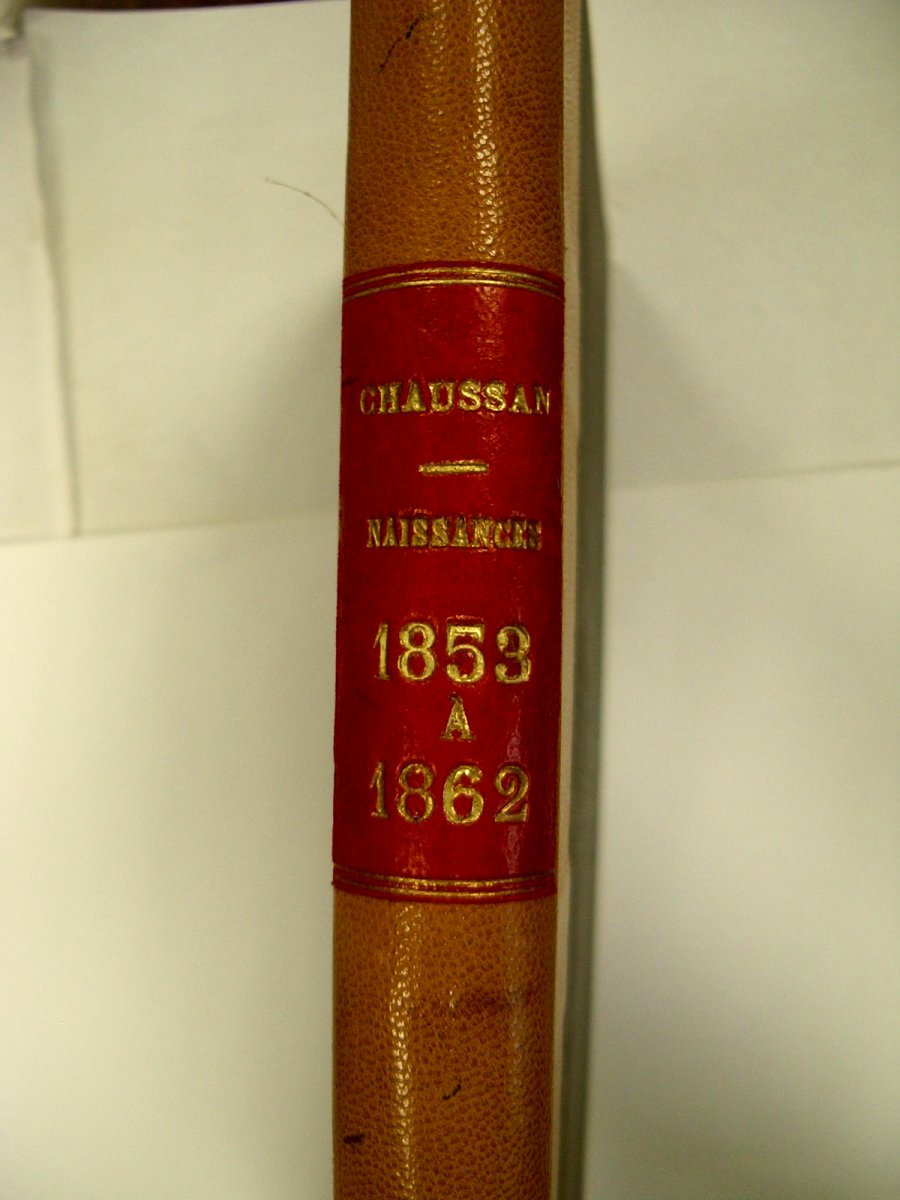 CHAUSSAN
NAISSANCES
1853
À
1862